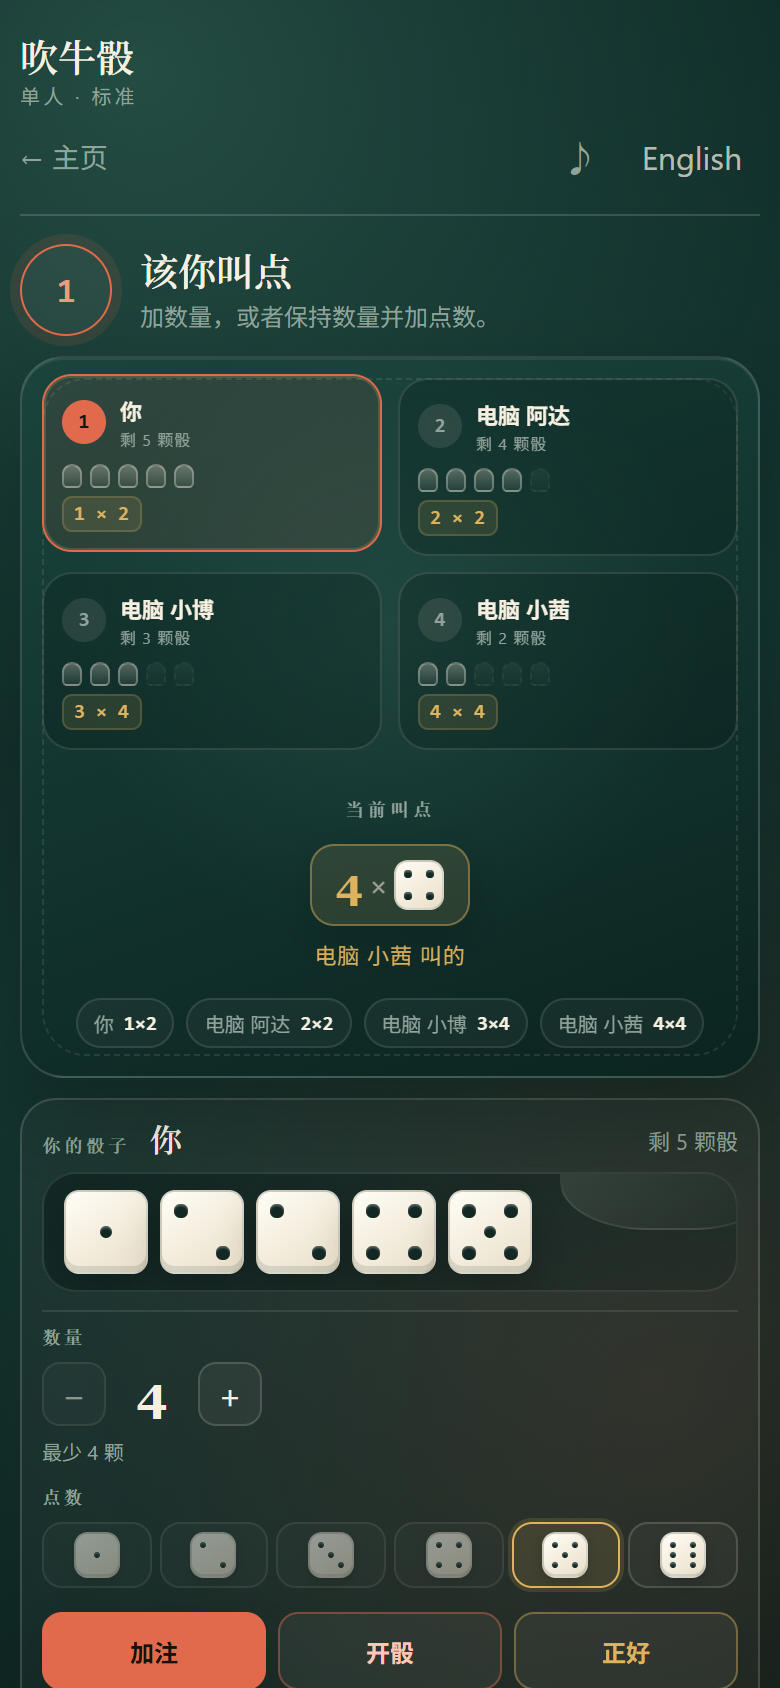 吹牛骰
单人 · 标准
← 主页
♪ English
1
该你叫点
加数量，或者保持数量并加点数。
1 你
剩 5 颗骰
1 × 2
2 电脑 阿达
剩 4 颗骰
2 × 2
3 电脑 小博
剩 3 颗骰
3 × 4
4 电脑 小茜
剩 2 颗骰
4 × 4
当前叫点
4 ×
电脑 小茜 叫的
你 1×2 电脑 阿达 2×2 电脑 小博 3×4 电脑 小茜 4×4
你的骰子 你 剩 5 颗骰
数量
− 4 +
最少 4 颗
点数
加注 开骰 正好